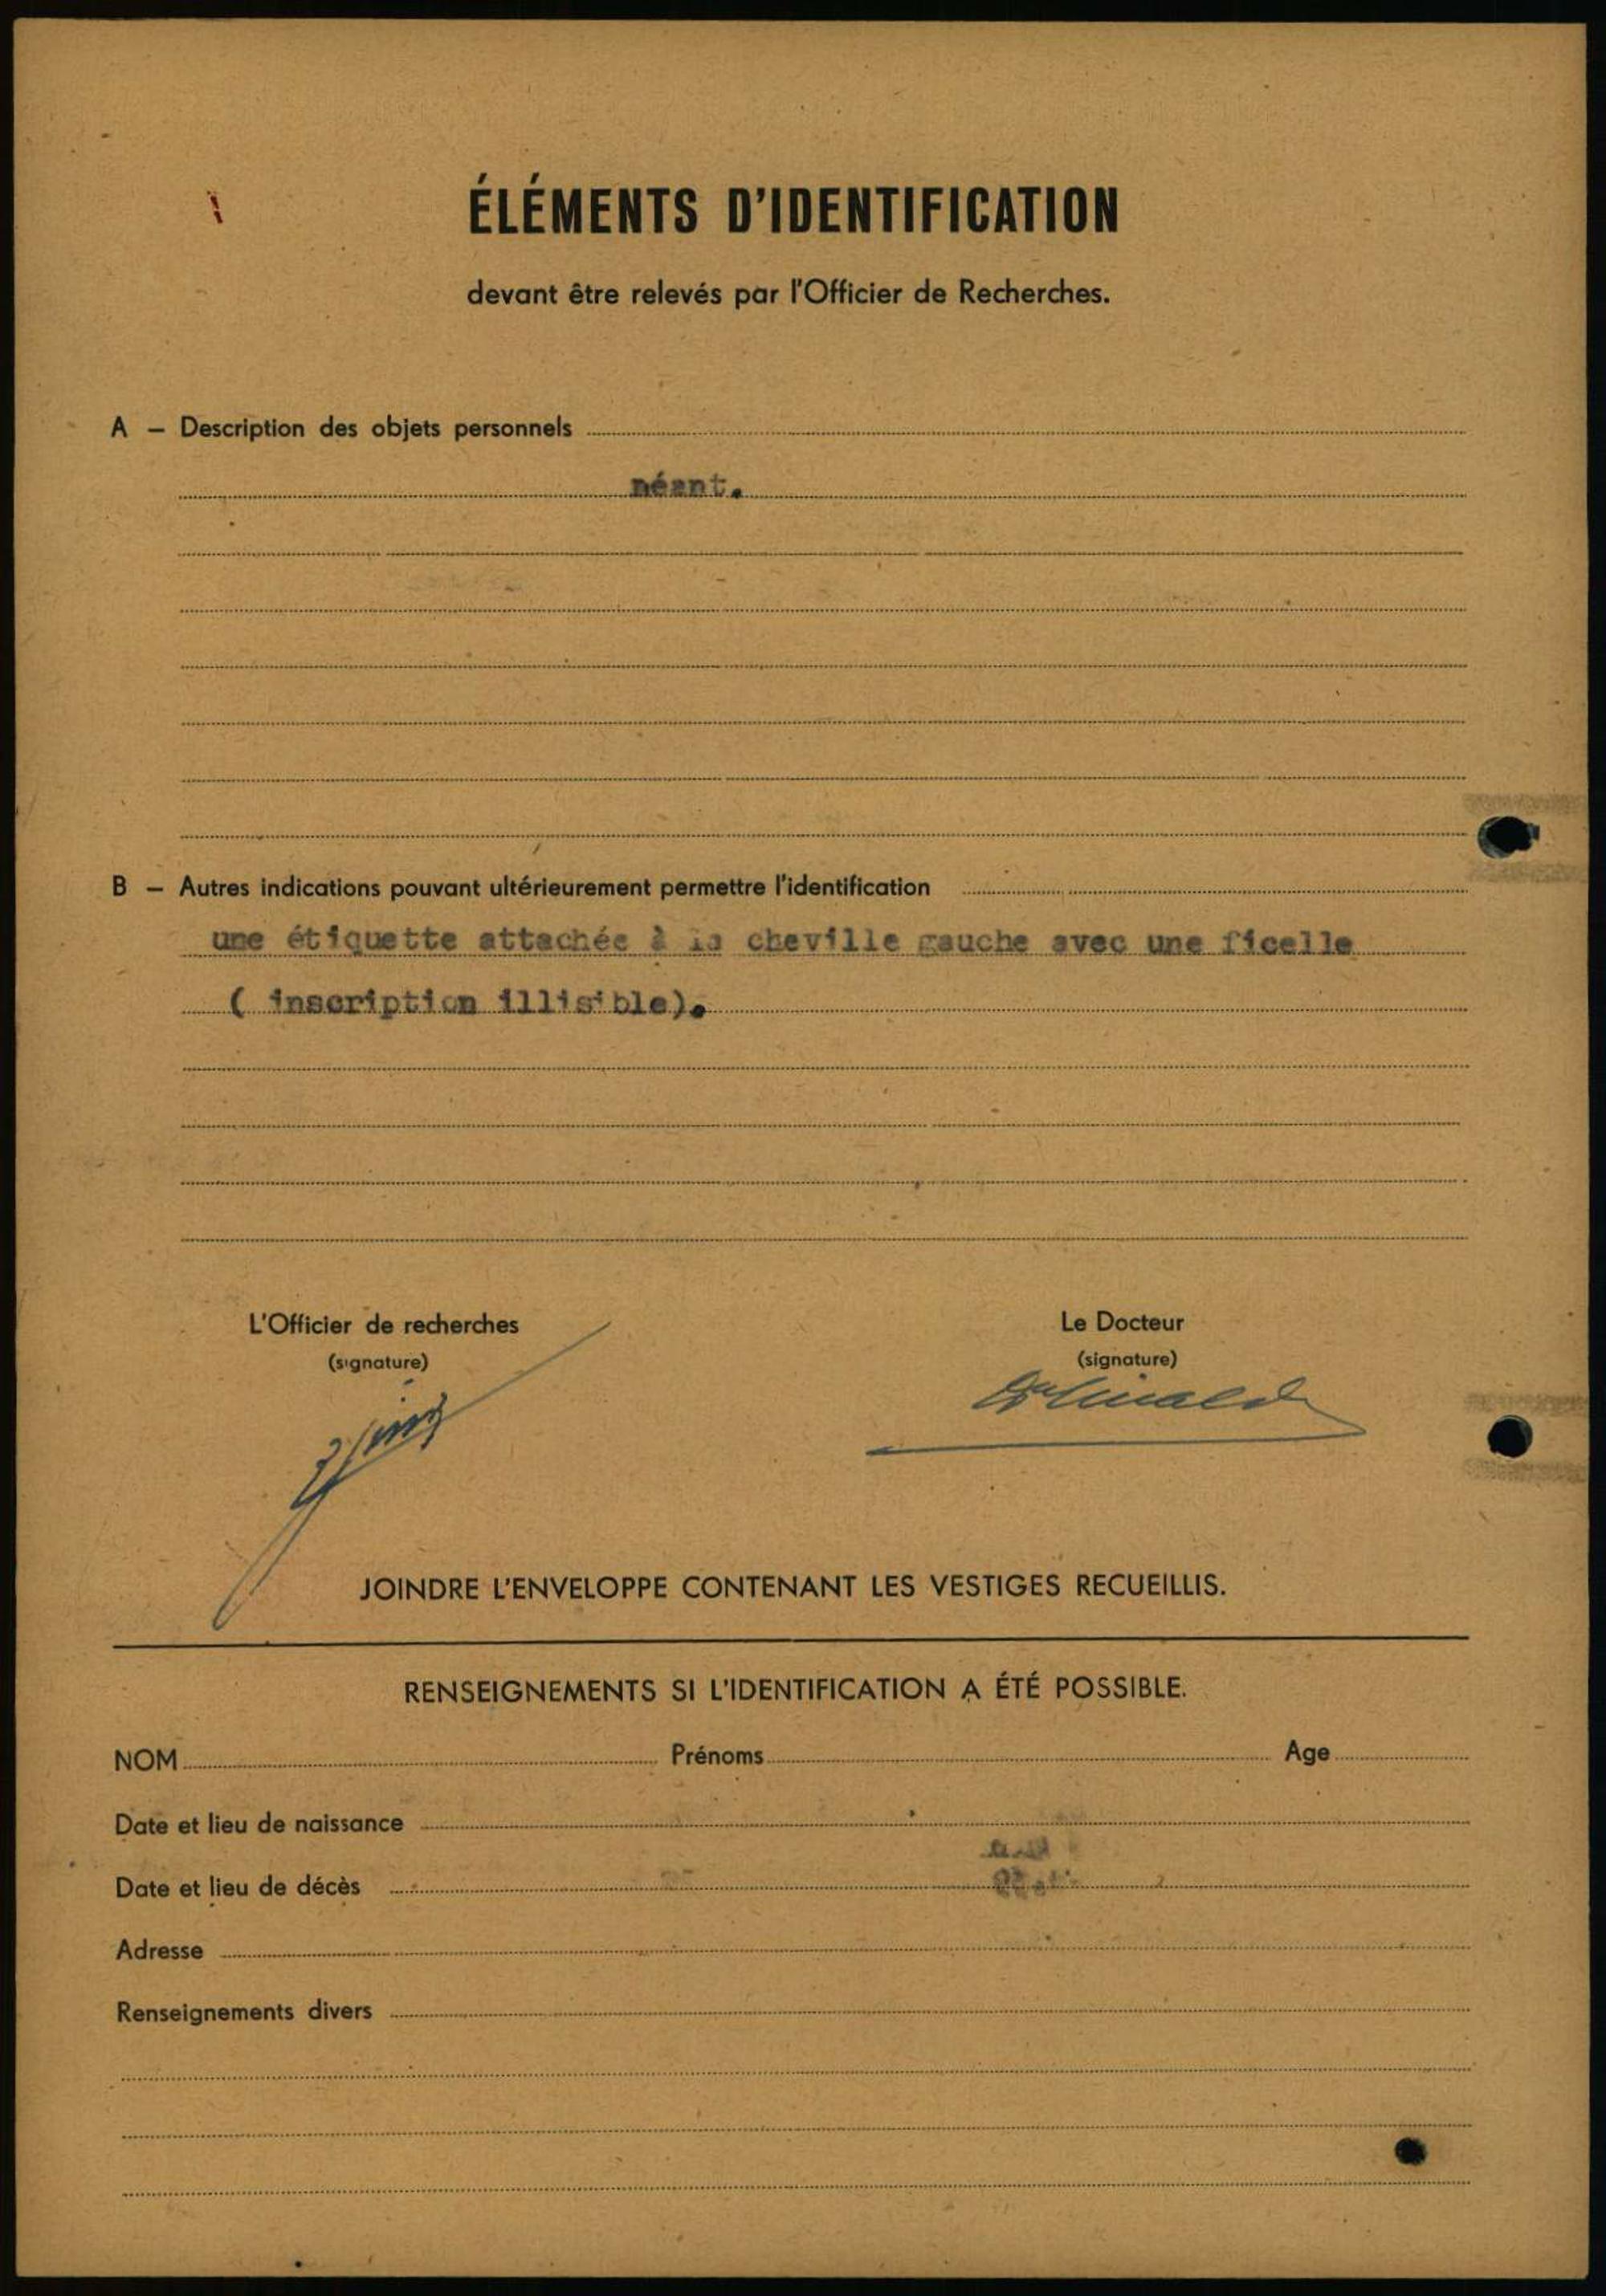 ÉLÉMENTS D'IDENTIFICATION
devant être relevés par l'Officier de Recherches.
A – Description des objets personnels
néant.
B – Autres indications pouvant ultérieurement permettre l'identification
une étiquette attachée à la cheville gauche avec une ficelle
( inscription illisible).
L'Officier de recherches
(signature)
Le Docteur
(signature)
JOINDRE L'ENVELOPPE CONTENANT LES VESTIGES RECUEILLIS.
RENSEIGNEMENTS SI L'IDENTIFICATION A ÉTÉ POSSIBLE.
NOM Prénoms Age
Date et lieu de naissance
Date et lieu de décès
Adresse
Renseignements divers